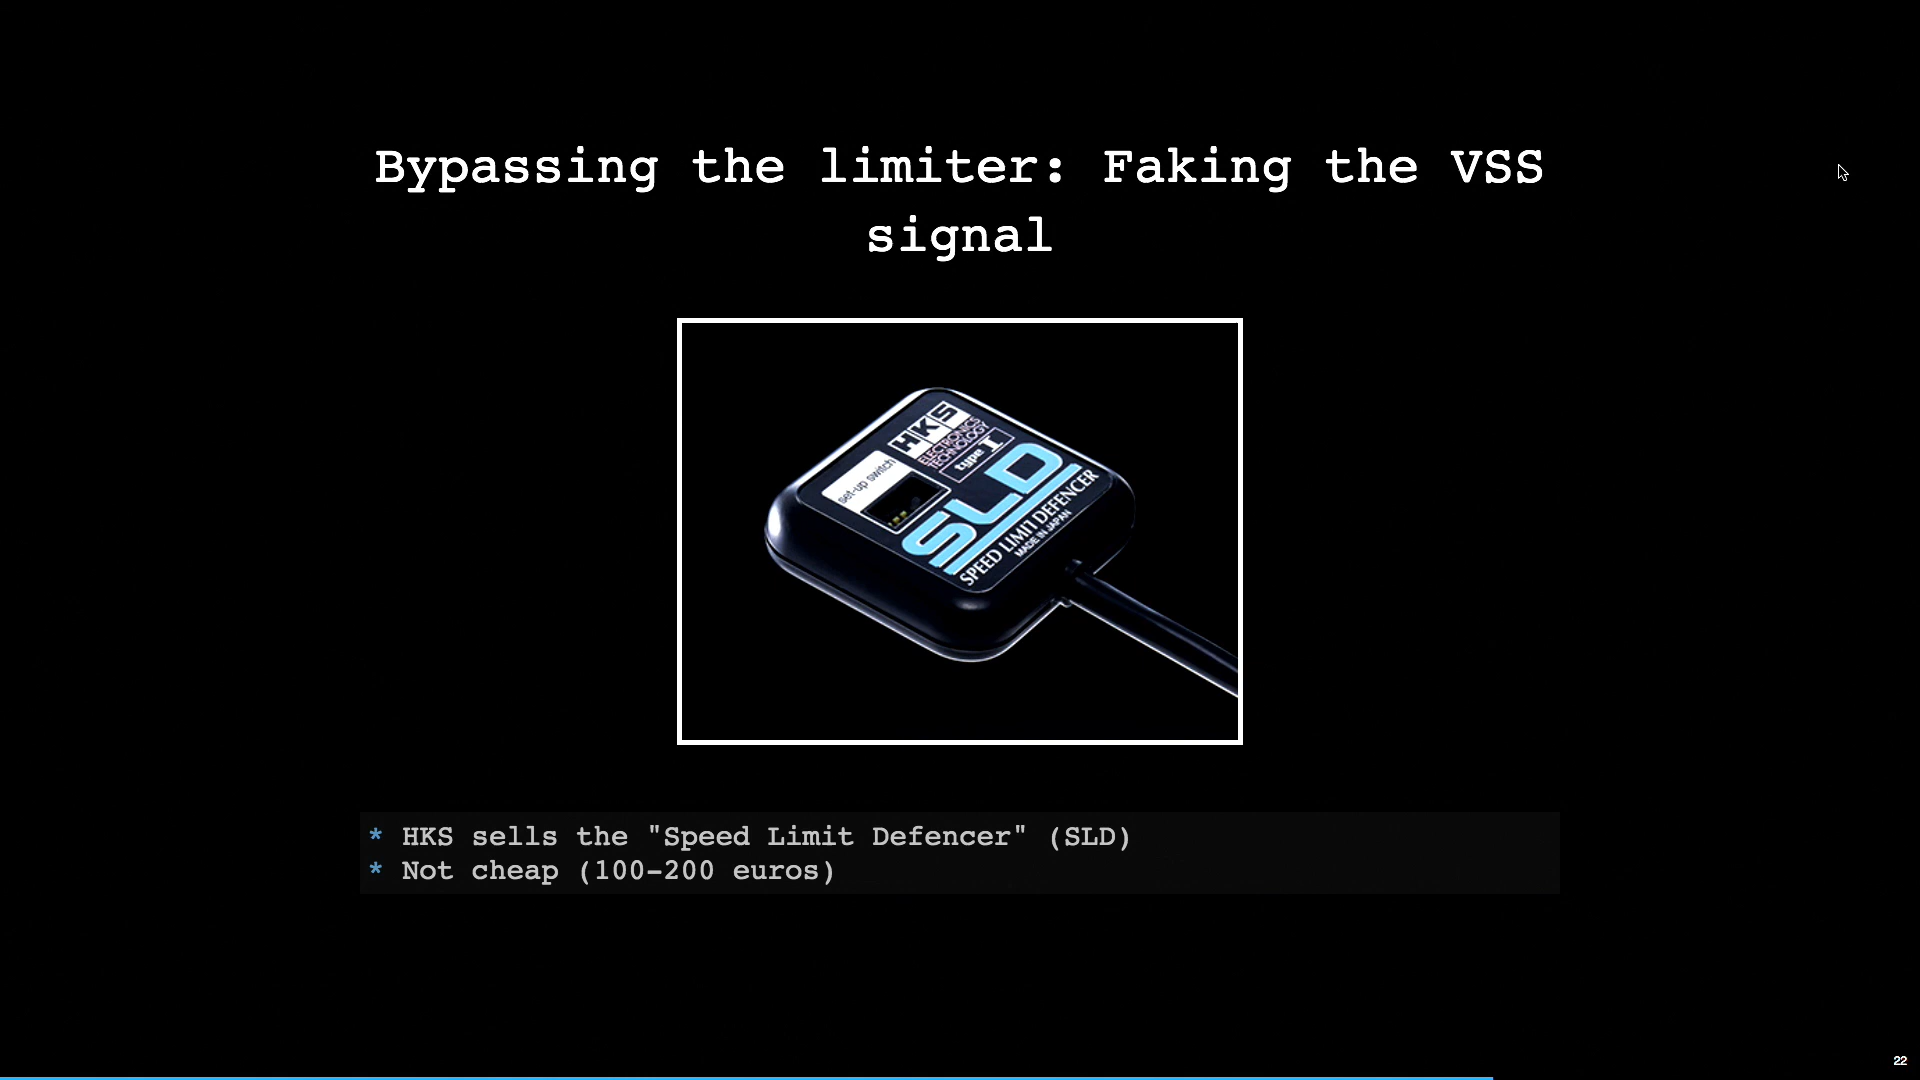 Bypassing the limiter: Faking the VSS
signal
HKS
ELECTRONICS
TECHNOLOGY
type I
set-up switch
SLD
SPEED LIMIT DEFENCER
MADE IN JAPAN
* HKS sells the "Speed Limit Defencer" (SLD)
* Not cheap (100-200 euros)
22